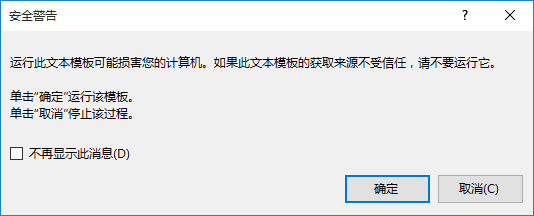 安全警告
运行此文本模板可能损害您的计算机。如果此文本模板的获取来源不受信任，请不要运行它。
单击"确定"运行该模板。
单击"取消"停止该过程。
不再显示此消息(D)
确定 取消(C)